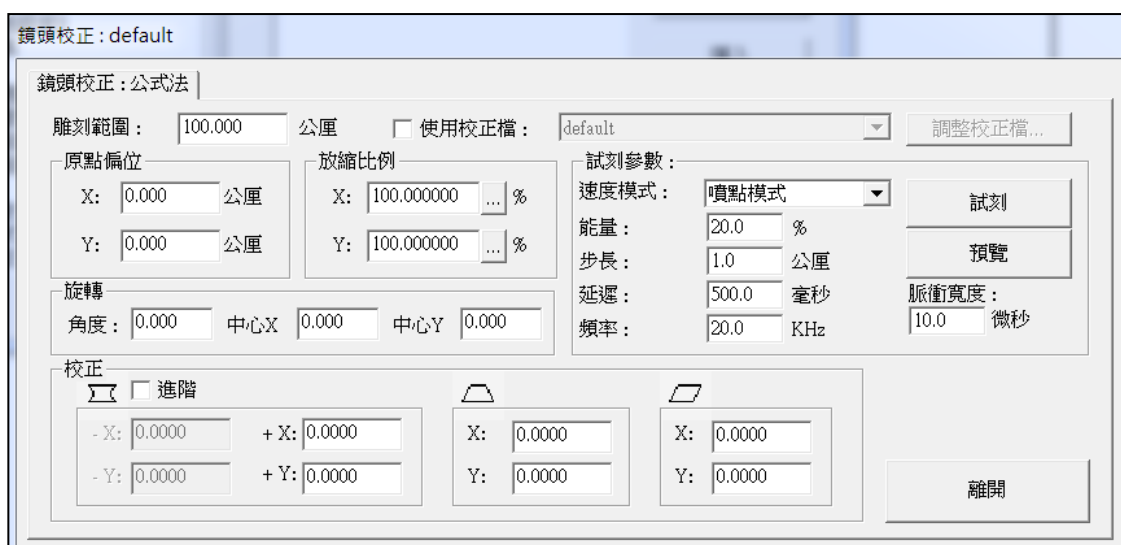 鏡頭校正 : default
鏡頭校正 : 公式法
雕刻範圍 : 100.000 公厘 使用校正檔 : default 調整校正檔...
原點偏位
X: 0.000 公厘
Y: 0.000 公厘
放縮比例
X: 100.000000 ... %
Y: 100.000000 ... %
試刻參數 :
速度模式 : 噴點模式
能量 : 20.0 %
步長 : 1.0 公厘
延遲 : 500.0 毫秒
頻率 : 20.0 KHz
試刻
預覽
脈衝寬度 :
10.0 微秒
旋轉
角度 : 0.000 中心X 0.000 中心Y 0.000
校正
進階
- X: 0.0000 + X: 0.0000
- Y: 0.0000 + Y: 0.0000
X: 0.0000
Y: 0.0000
X: 0.0000
Y: 0.0000
離開